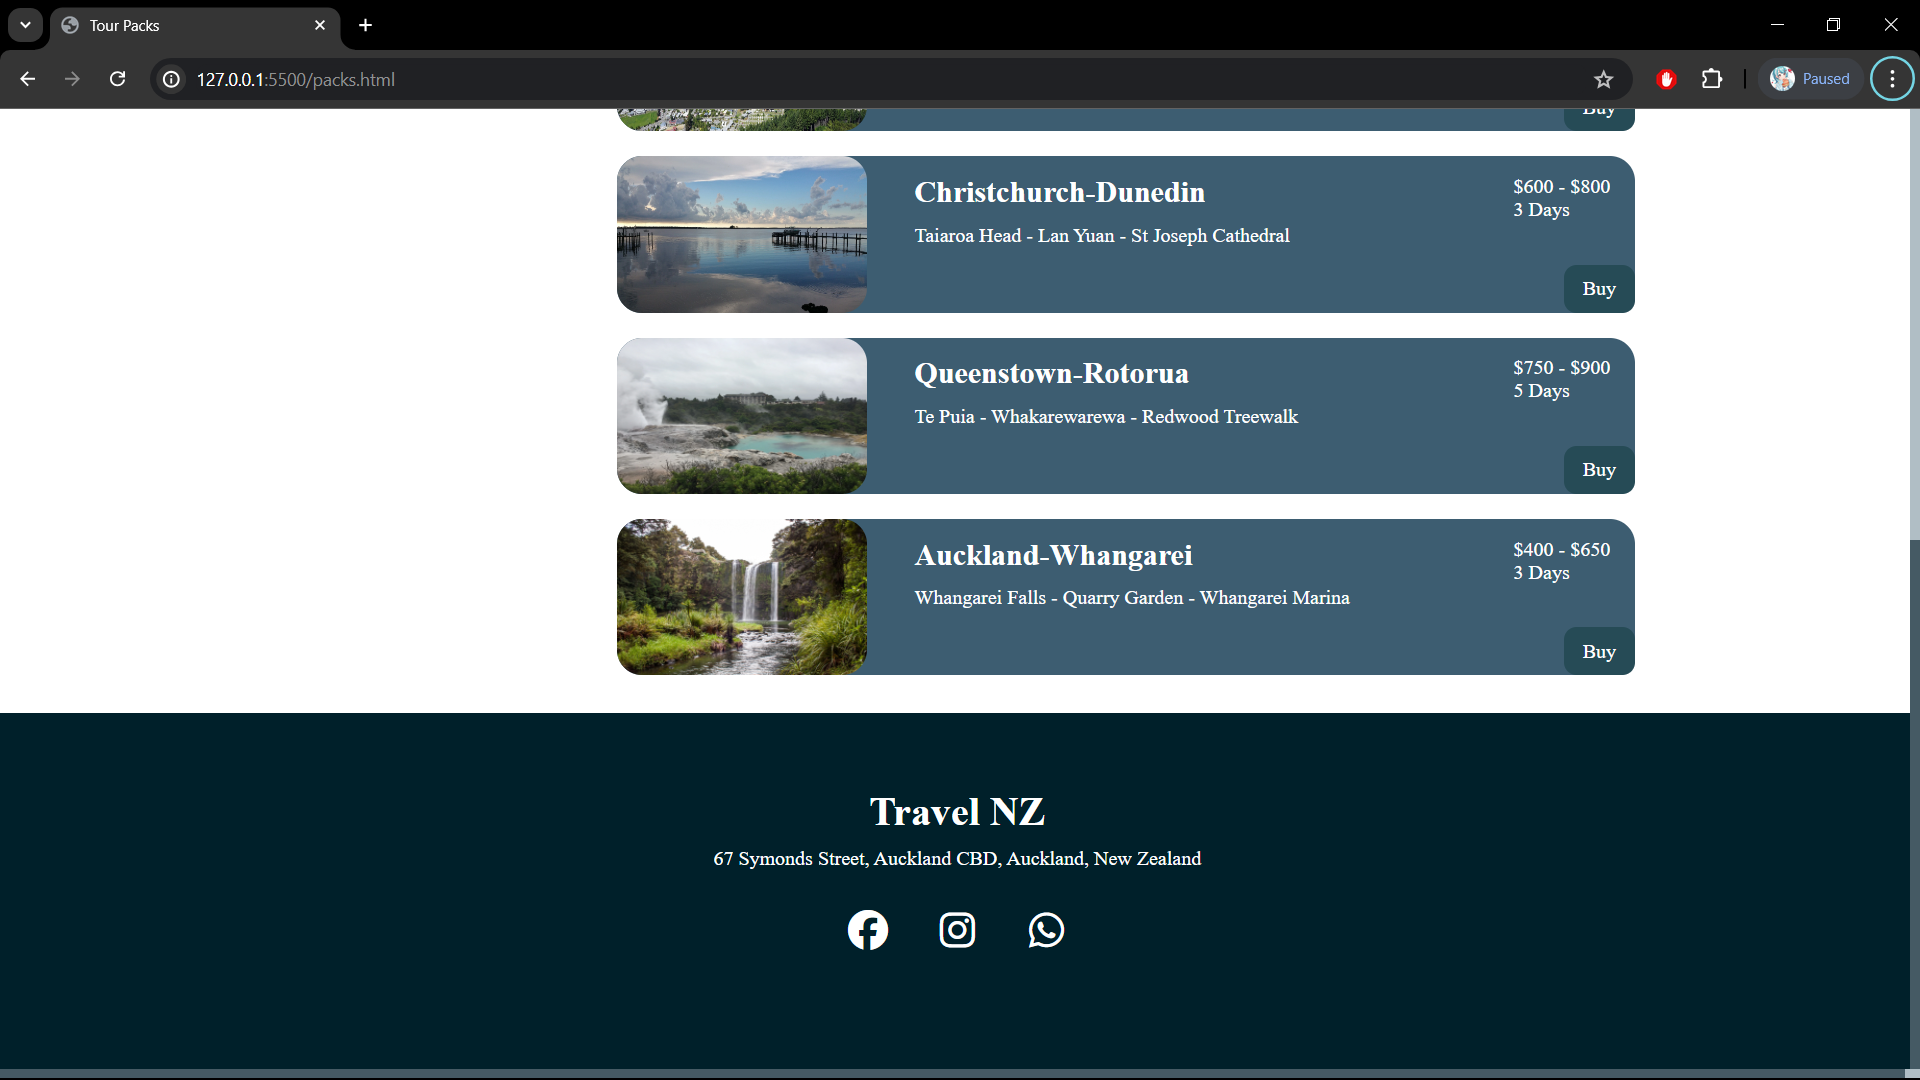 Tour Packs
127.0.0.1:5500/packs.html
Paused
Buy
Christchurch-Dunedin
$600 - $800
3 Days
Taiaroa Head - Lan Yuan - St Joseph Cathedral
Buy
Queenstown-Rotorua
$750 - $900
5 Days
Te Puia - Whakarewarewa - Redwood Treewalk
Buy
Auckland-Whangarei
$400 - $650
3 Days
Whangarei Falls - Quarry Garden - Whangarei Marina
Buy
Travel NZ
67 Symonds Street, Auckland CBD, Auckland, New Zealand